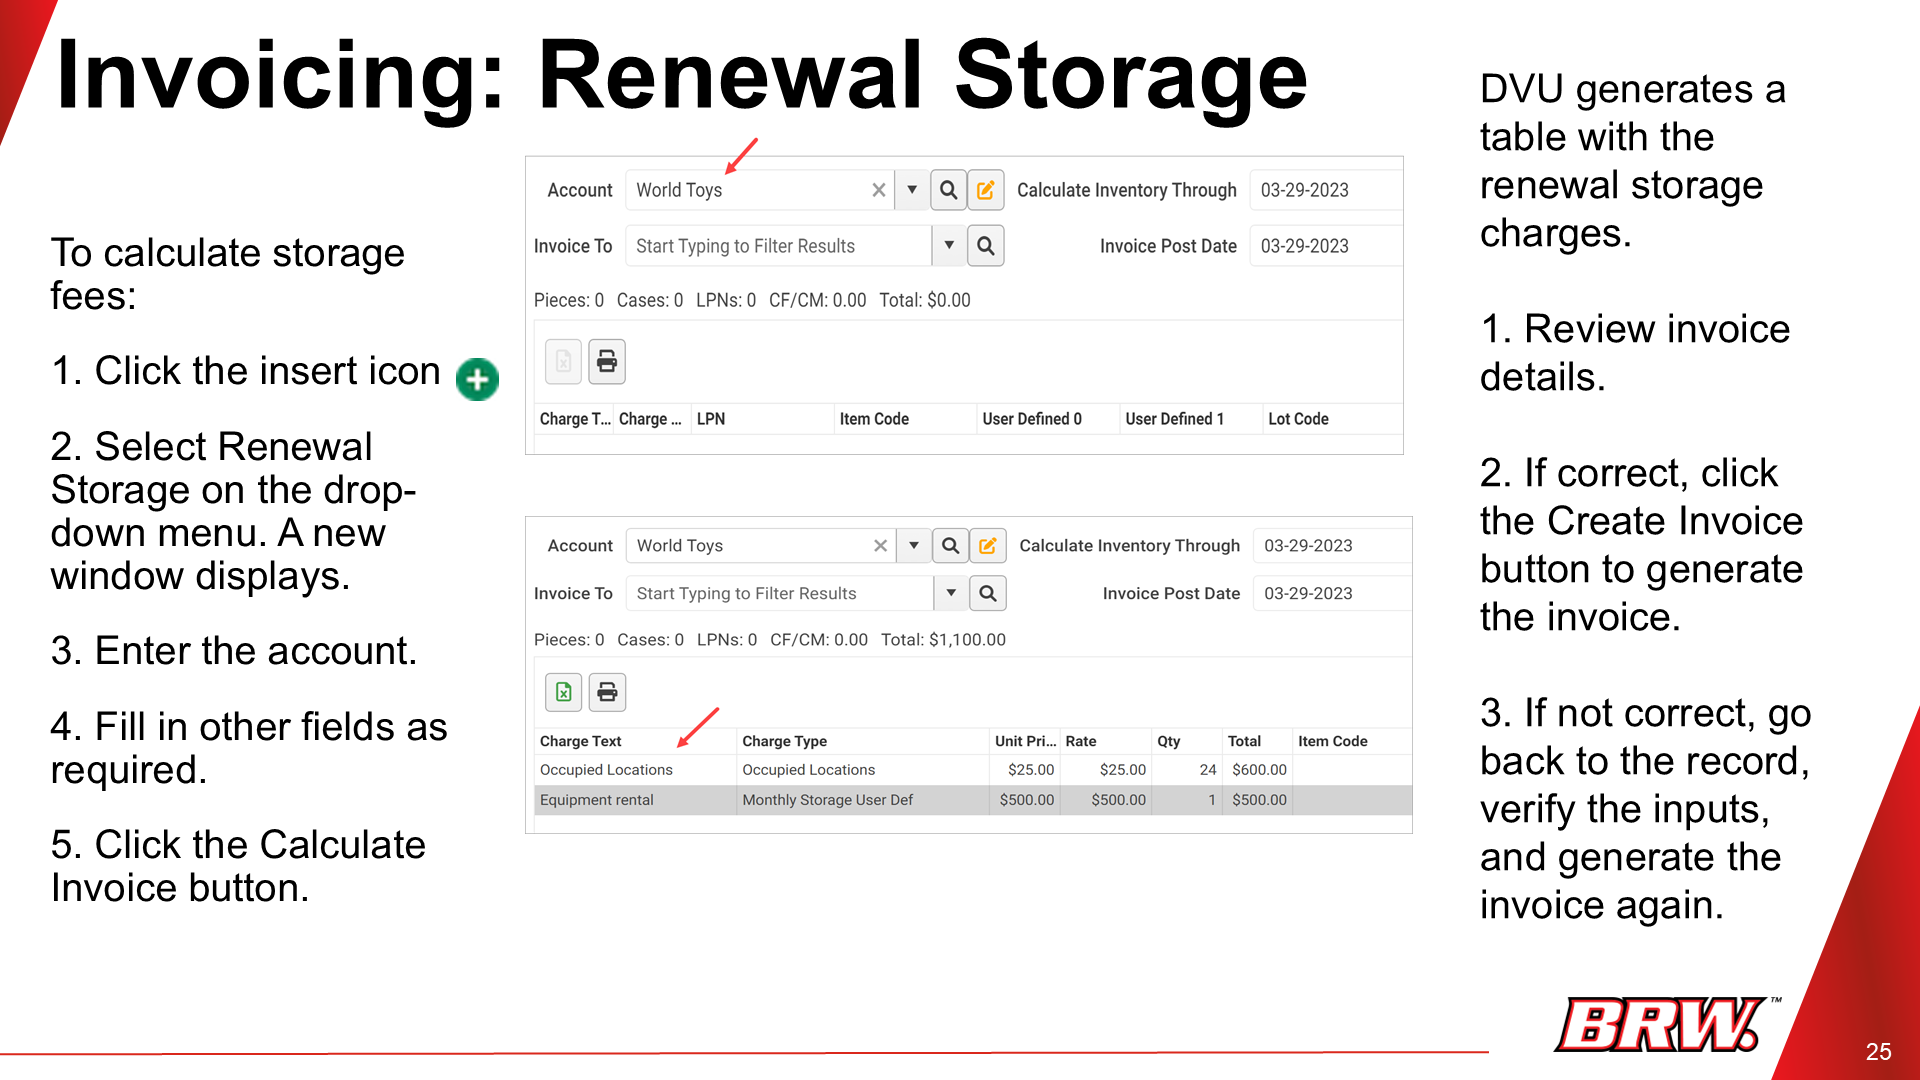 Invoicing: Renewal Storage
To calculate storage
fees:
1. Click the insert icon
2. Select Renewal
Storage on the drop-
down menu. A new
window displays.
3. Enter the account.
4. Fill in other fields as
required.
5. Click the Calculate
Invoice button.
Account World Toys Calculate Inventory Through 03-29-2023
Invoice To Start Typing to Filter Results Invoice Post Date 03-29-2023
Pieces: 0 Cases: 0 LPNs: 0 CF/CM: 0.00 Total: $0.00
Charge T... Charge ... LPN Item Code User Defined 0 User Defined 1 Lot Code
Account World Toys Calculate Inventory Through 03-29-2023
Invoice To Start Typing to Filter Results Invoice Post Date 03-29-2023
Pieces: 0 Cases: 0 LPNs: 0 CF/CM: 0.00 Total: $1,100.00
Charge Text Charge Type Unit Pri... Rate Qty Total Item Code
Occupied Locations Occupied Locations $25.00 $25.00 24 $600.00
Equipment rental Monthly Storage User Def $500.00 $500.00 1 $500.00
DVU generates a
table with the
renewal storage
charges.
1. Review invoice
details.
2. If correct, click
the Create Invoice
button to generate
the invoice.
3. If not correct, go
back to the record,
verify the inputs,
and generate the
invoice again.
BRW.™
25